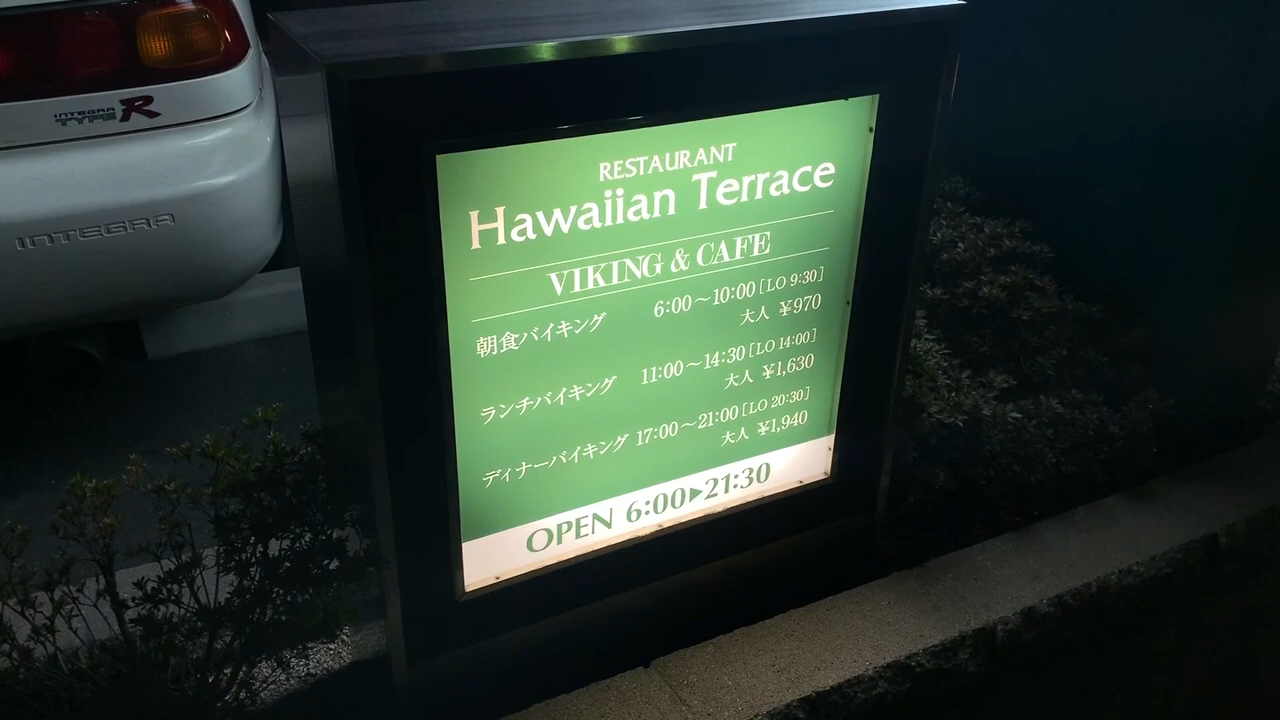 INTEGRA
TYPE R
INTEGRA
RESTAURANT
Hawaiian Terrace
VIKING & CAFE
朝食バイキング 6:00～10:00 [LO 9:30]
大人 ¥970
ランチバイキング 11:00～14:30 [LO 14:00]
大人 ¥1,630
ディナーバイキング 17:00～21:00 [LO 20:30]
大人 ¥1,940
OPEN 6:00▶21:30